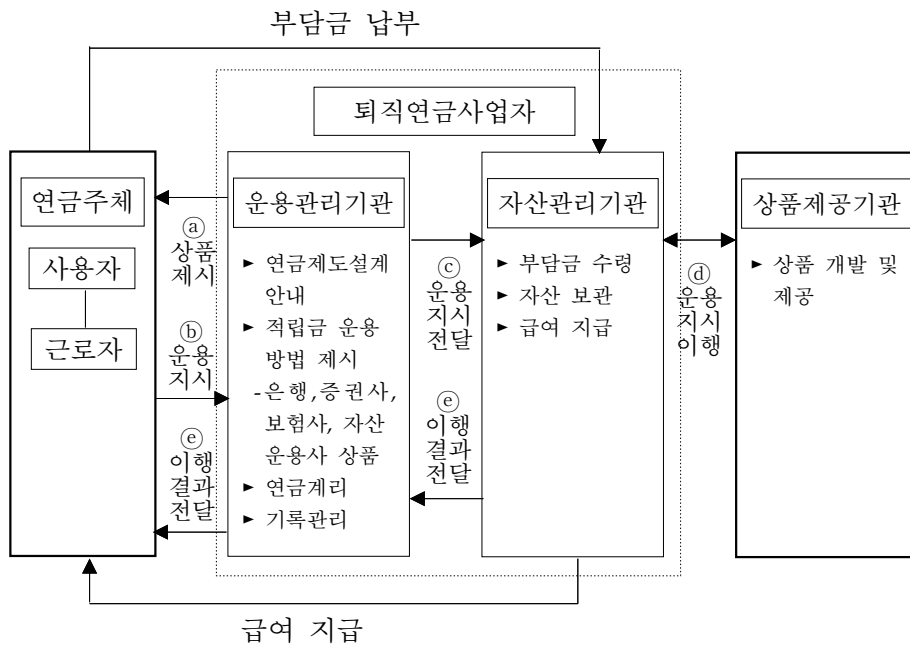 부담금 납부
퇴직연금사업자
연금주체
사용자
근로자
ⓐ
상품
제시
ⓑ
운용
지시
ⓔ
이행
결과
전달
운용관리기관
► 연금제도설계
안내
► 적립금 운용
방법 제시
-은행,증권사,
보험사, 자산
운용사 상품
► 연금계리
► 기록관리
ⓒ
운용
지시
전달
ⓔ
이행
결과
전달
자산관리기관
► 부담금 수령
► 자산 보관
► 급여 지급
ⓓ
운용
지시
이행
상품제공기관
► 상품 개발 및
제공
급여 지급